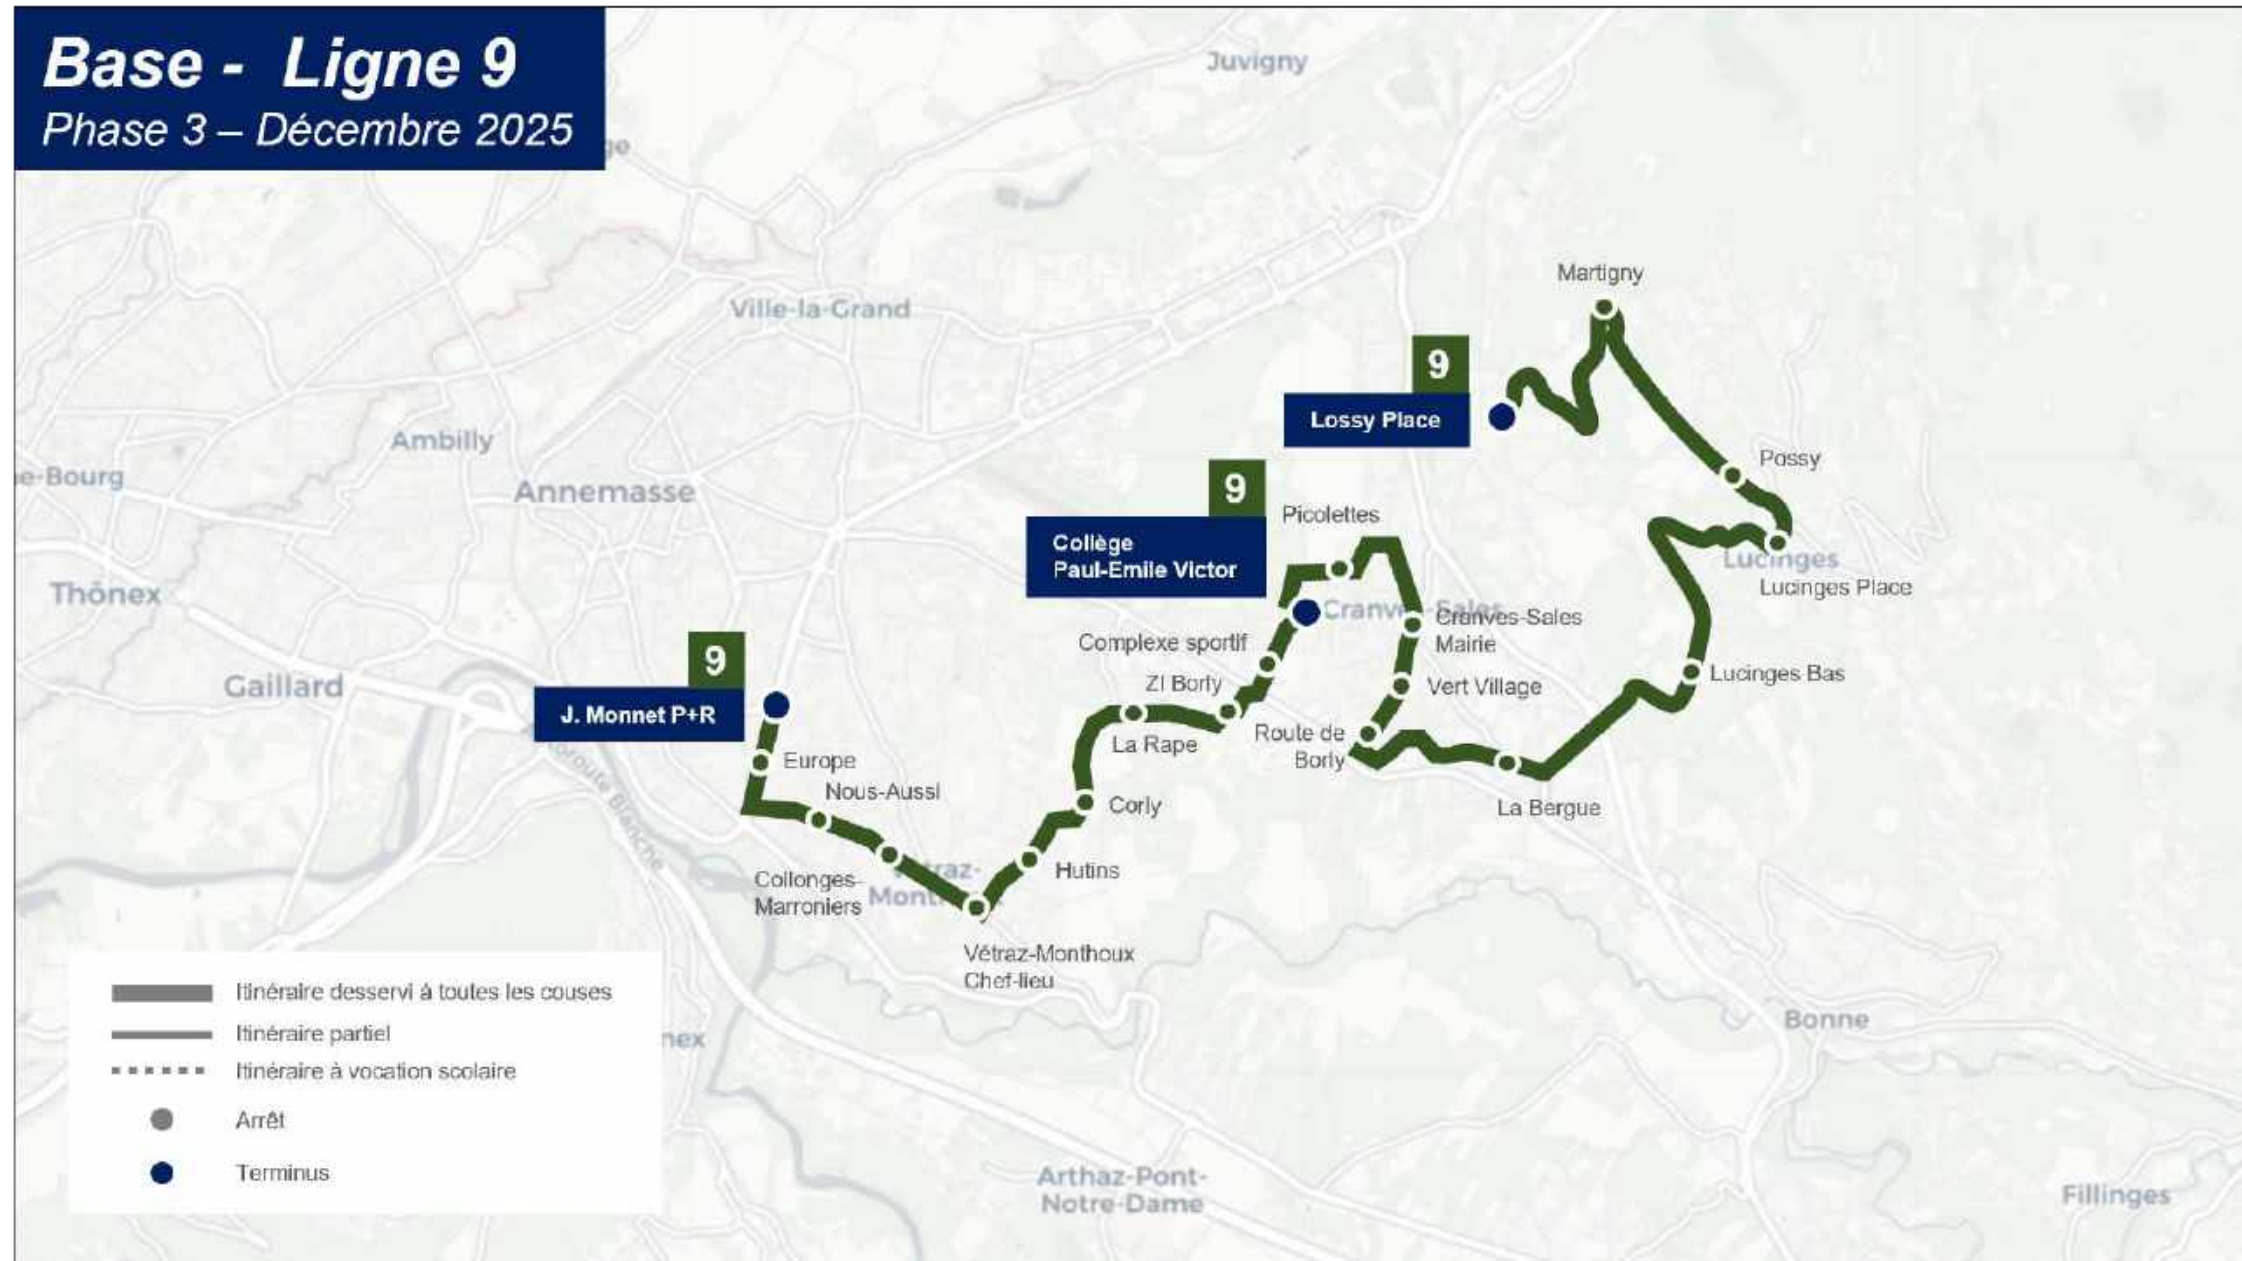 Base - Ligne 9
Phase 3 – Décembre 2025
Juvigny
Ville-la-Grand
Martigny
9
Lossy Place
Ambilly
Annemasse
Possy
9
Collège
Paul-Emile Victor
Picolettes
Lucinges
Lucinges Place
Thônex
Cranves-Sales
Mairie
Complexe sportif
9
J. Monnet P+R
Gaillard
ZI Borly
Vert Village
Lucinges Bas
La Rape
Route de
Borly
Europe
Nous-Aussi
Corly
La Bergue
Autoroute Blanche
Hutins
Collonges-
Marroniers
Vétraz-Monthoux
Chef-lieu
Itinéraire desservi à toutes les couses
Itinéraire partiel
Itinéraire à vocation scolaire
Arrêt
Terminus
Bonne
Arthaz-Pont-
Notre-Dame
Fillinges